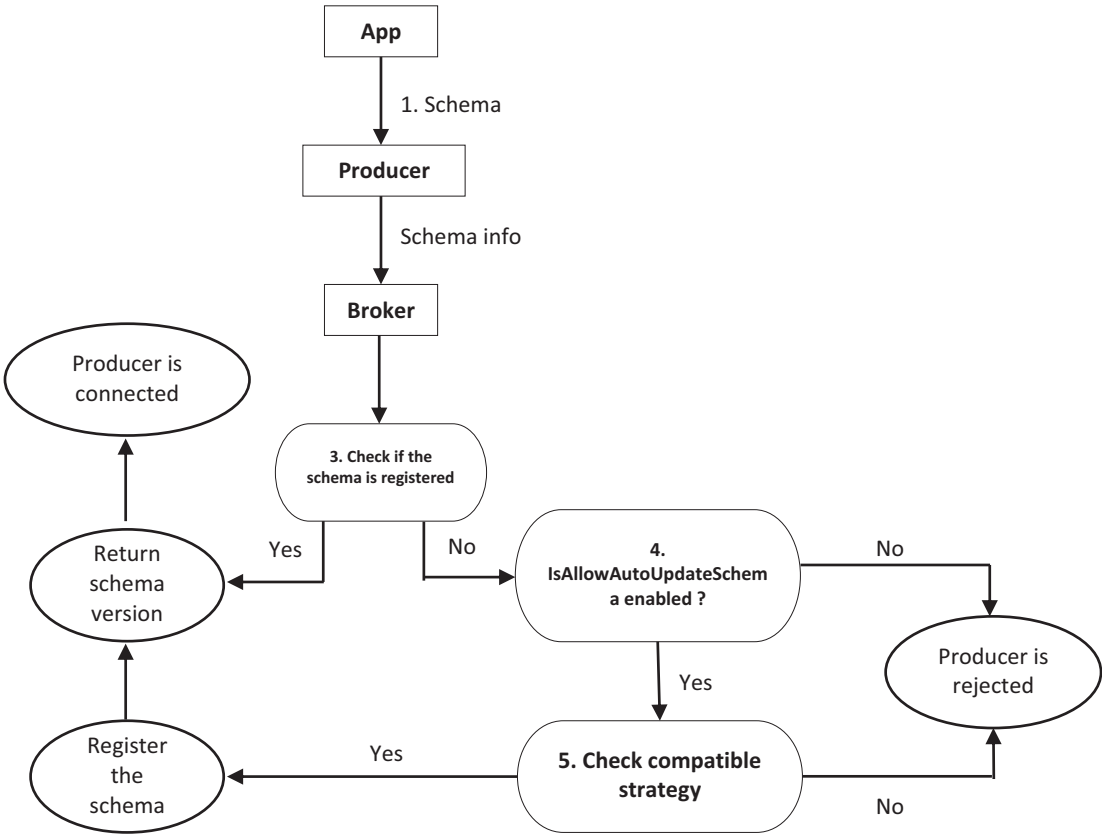 App
1. Schema
Producer
Schema info
Broker
Producer is
connected
3. Check if the
schema is registered
Yes
No
Return
schema
version
4.
IsAllowAutoUpdateSchem
a enabled ?
No
Producer is
rejected
Yes
Register
the
schema
Yes
5. Check compatible
strategy
No